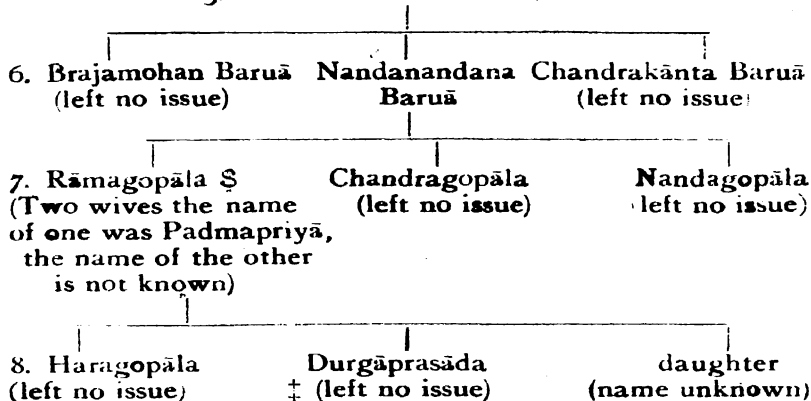 6. Brajamohan Baruā Nandanandana Chandrakānta Baruā
(left no issue) Baruā (left no issue)
7. Rāmagopāla Ş Chandragopāla Nandagopāla
(Two wives the name (left no issue) left no issue)
of one was Padmapriyā,
the name of the other
is not known)
8. Haragopāla Durgāprasāda daughter
(left no issue) ‡ (left no issue) (name unknown)